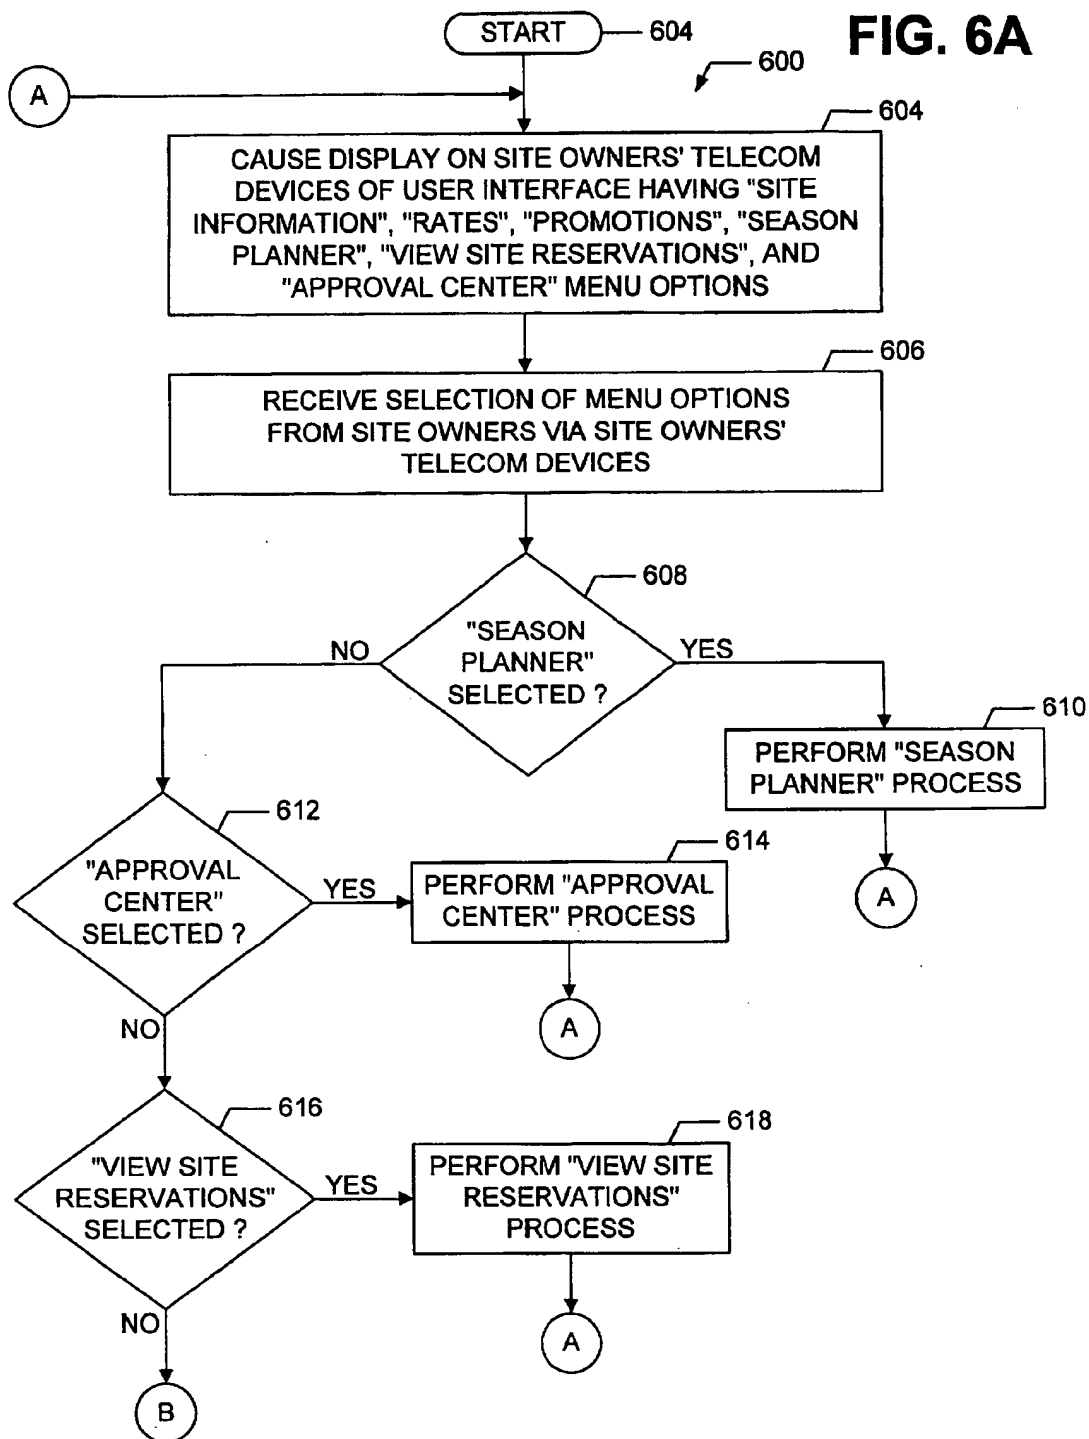 FIG. 6A
START
604
600
A
604
CAUSE DISPLAY ON SITE OWNERS' TELECOM
DEVICES OF USER INTERFACE HAVING "SITE
INFORMATION", "RATES", "PROMOTIONS", "SEASON
PLANNER", "VIEW SITE RESERVATIONS", AND
"APPROVAL CENTER" MENU OPTIONS
606
RECEIVE SELECTION OF MENU OPTIONS
FROM SITE OWNERS VIA SITE OWNERS'
TELECOM DEVICES
608
"SEASON
PLANNER"
SELECTED ?
NO
YES
610
PERFORM "SEASON
PLANNER" PROCESS
A
612
"APPROVAL
CENTER"
SELECTED ?
YES
614
PERFORM "APPROVAL
CENTER" PROCESS
A
NO
616
"VIEW SITE
RESERVATIONS"
SELECTED ?
YES
618
PERFORM "VIEW SITE
RESERVATIONS"
PROCESS
A
NO
B